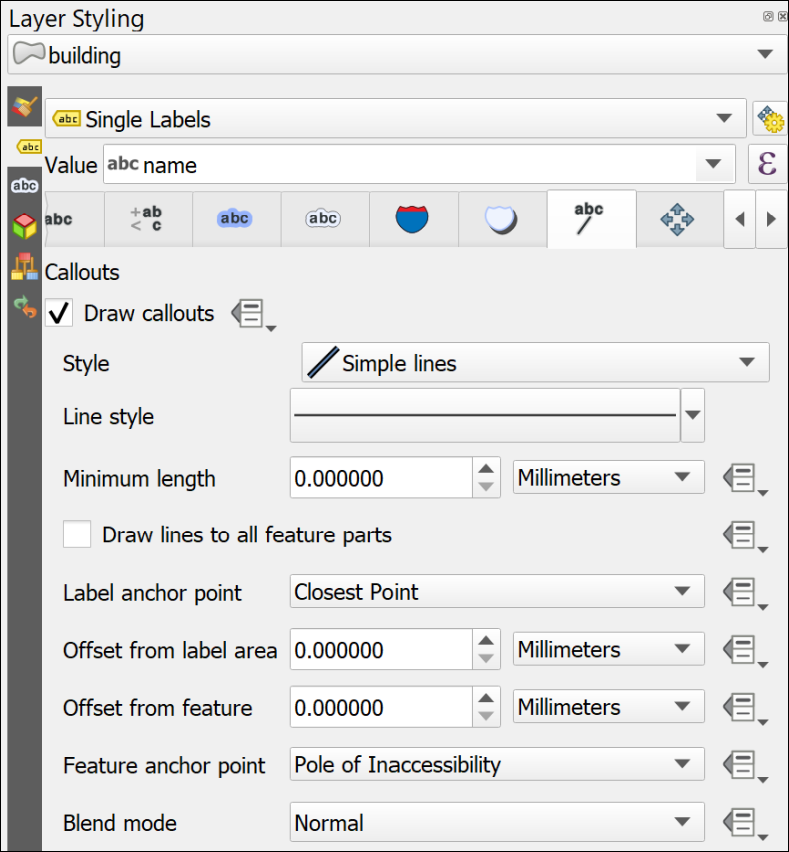 Layer Styling
building
abc Single Labels
Value abc name ε
abc +ab < c abc abc abc
abc
Callouts
Draw callouts
Style Simple lines
Line style
Minimum length 0.000000 Millimeters
Draw lines to all feature parts
Label anchor point Closest Point
Offset from label area 0.000000 Millimeters
Offset from feature 0.000000 Millimeters
Feature anchor point Pole of Inaccessibility
Blend mode Normal